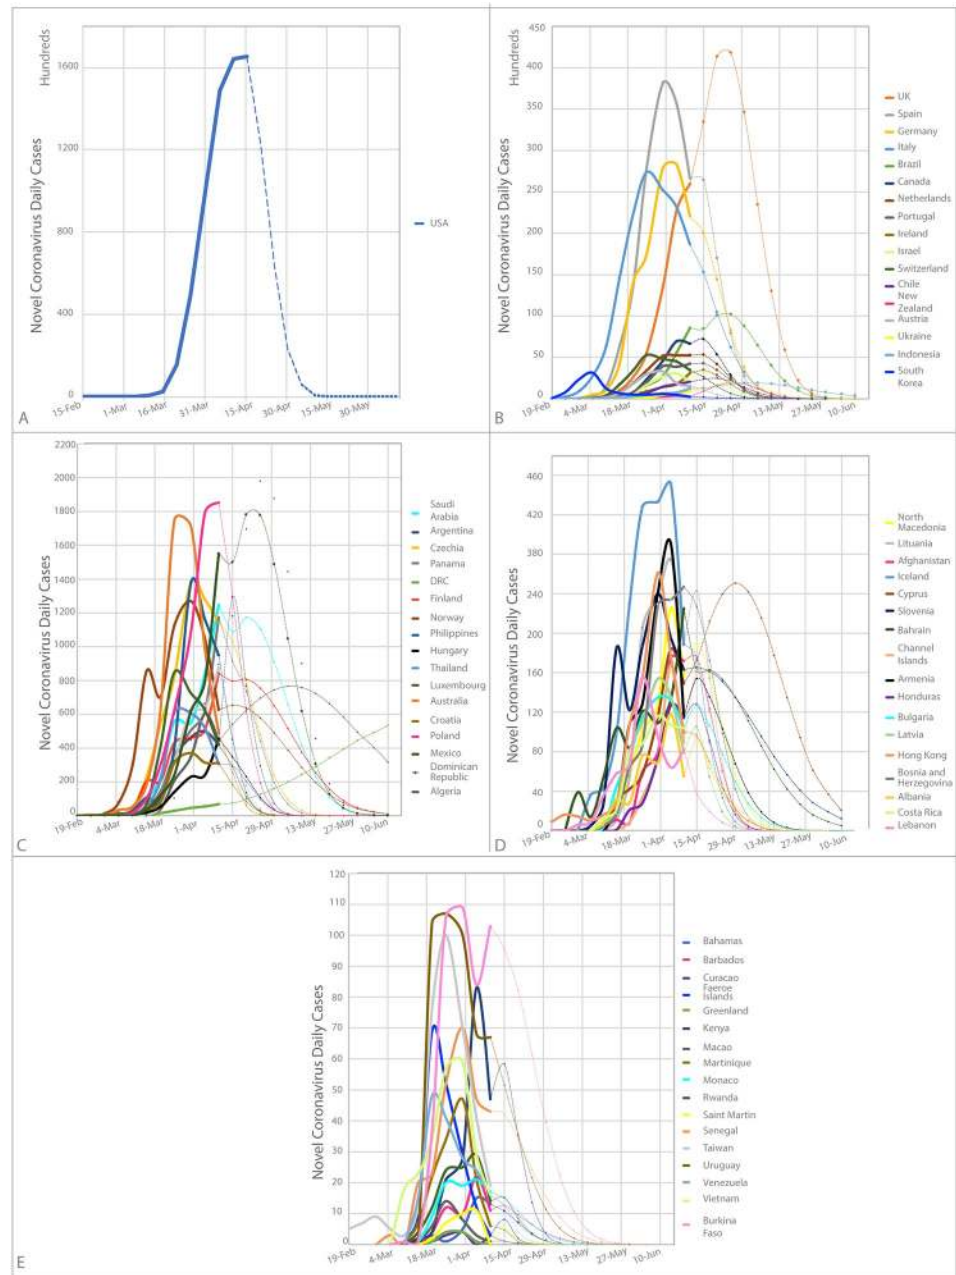 Hundreds
Novel Coronavirus Daily Cases
1600
1200
800
400
0
15-Feb
1-Mar
16-Mar
31-Mar
15-Apr
30-Apr
15-May
30-May
USA
A
Hundreds
Novel Coronavirus Daily Cases
450
400
350
300
250
200
150
100
50
0
19-Feb
4-Mar
18-Mar
1-Apr
15-Apr
29-Apr
13-May
27-May
10-Jun
UK
Spain
Germany
Italy
Brazil
Canada
Netherlands
Portugal
Ireland
Israel
Switzerland
Chile
New
Zealand
Austria
Ukraine
Indonesia
South
Korea
B
Novel Coronavirus Daily Cases
2200
2000
1800
1600
1400
1200
1000
800
600
400
200
0
19-Feb
4-Mar
18-Mar
1-Apr
15-Apr
29-Apr
13-May
27-May
10-Jun
Saudi
Arabia
Argentina
Czechia
Panama
DRC
Finland
Norway
Philippines
Hungary
Thailand
Luxembourg
Australia
Croatia
Poland
Mexico
Dominican
Republic
Algeria
C
Novel Coronavirus Daily Cases
460
420
380
280
240
200
160
120
80
40
0
19-Feb
4-Mar
18-Mar
1-Apr
15-Apr
29-Apr
13-May
27-May
10-Jun
North
Macedonia
Lituania
Afghanistan
Iceland
Cyprus
Slovenia
Bahrain
Channel
Islands
Armenia
Honduras
Bulgaria
Latvia
Hong Kong
Bosnia and
Herzegovina
Albania
Costa Rica
Lebanon
D
Novel Coronavirus Daily Cases
120
110
100
90
80
70
60
50
40
30
20
10
0
19-Feb
4-Mar
18-Mar
1-Apr
15-Apr
29-Apr
13-May
27-May
10-Jun
Bahamas
Barbados
Curacao
Faeroe
Islands
Greenland
Kenya
Macao
Martinique
Monaco
Rwanda
Saint Martin
Senegal
Taiwan
Uruguay
Venezuela
Vietnam
Burkina
Faso
E